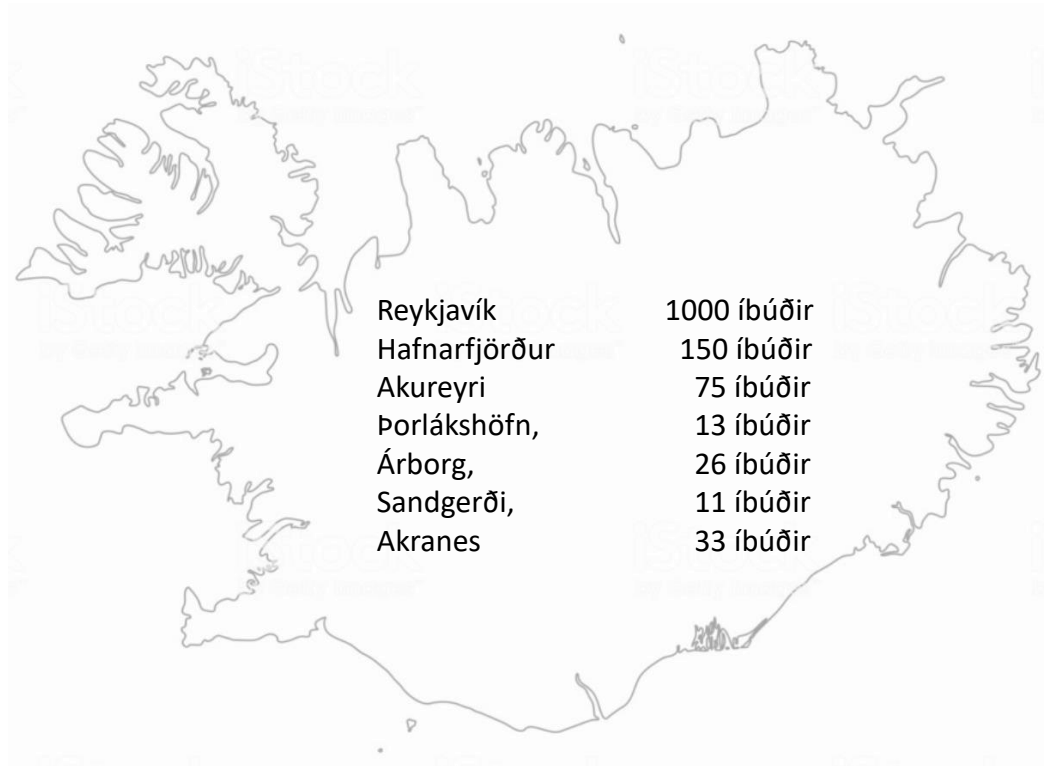 Reykjavík 1000 íbúðir
Hafnarfjörður 150 íbúðir
Akureyri 75 íbúðir
Þorlákshöfn, 13 íbúðir
Árborg, 26 íbúðir
Sandgerði, 11 íbúðir
Akranes 33 íbúðir